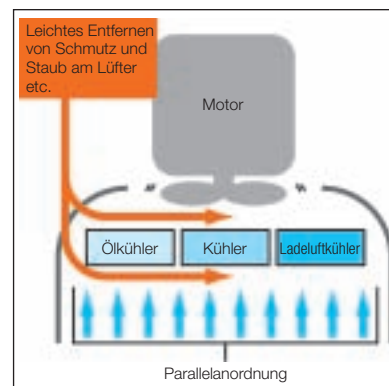 Leichtes Entfernen
von Schmutz und
Staub am Lüfter
etc.
Motor
Ölkühler
Kühler
Ladeluftkühler
Parallelanordnung